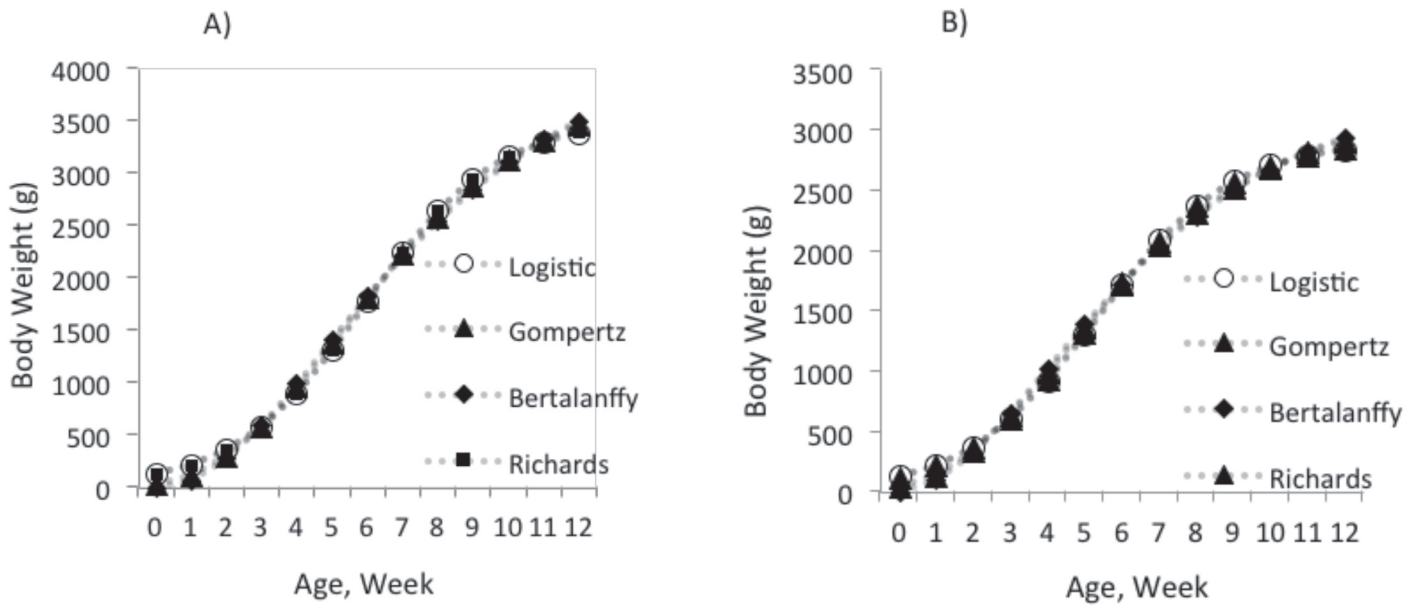 A)
4000
3500
3000
2500
2000
1500
1000
500
0
Body Weight (g)
0 1 2 3 4 5 6 7 8 9 10 11 12
Age, Week
Logistic
Gompertz
Bertalanffy
Richards
B)
3500
3000
2500
2000
1500
1000
500
0
Body Weight (g)
0 1 2 3 4 5 6 7 8 9 10 11 12
Age, Week
Logistic
Gompertz
Bertalanffy
Richards